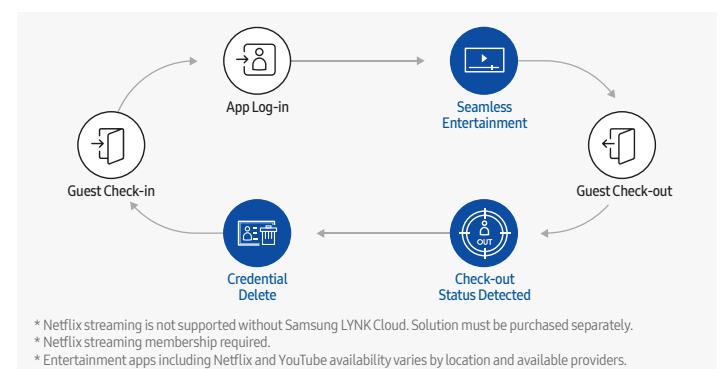 App Log-in
Seamless
Entertainment
Guest Check-in
Guest Check-out
OUT
Credential
Delete
Check-out
Status Detected
* Netflix streaming is not supported without Samsung LYNK Cloud. Solution must be purchased separately.
* Netflix streaming membership required.
* Entertainment apps including Netflix and YouTube availability varies by location and available providers.